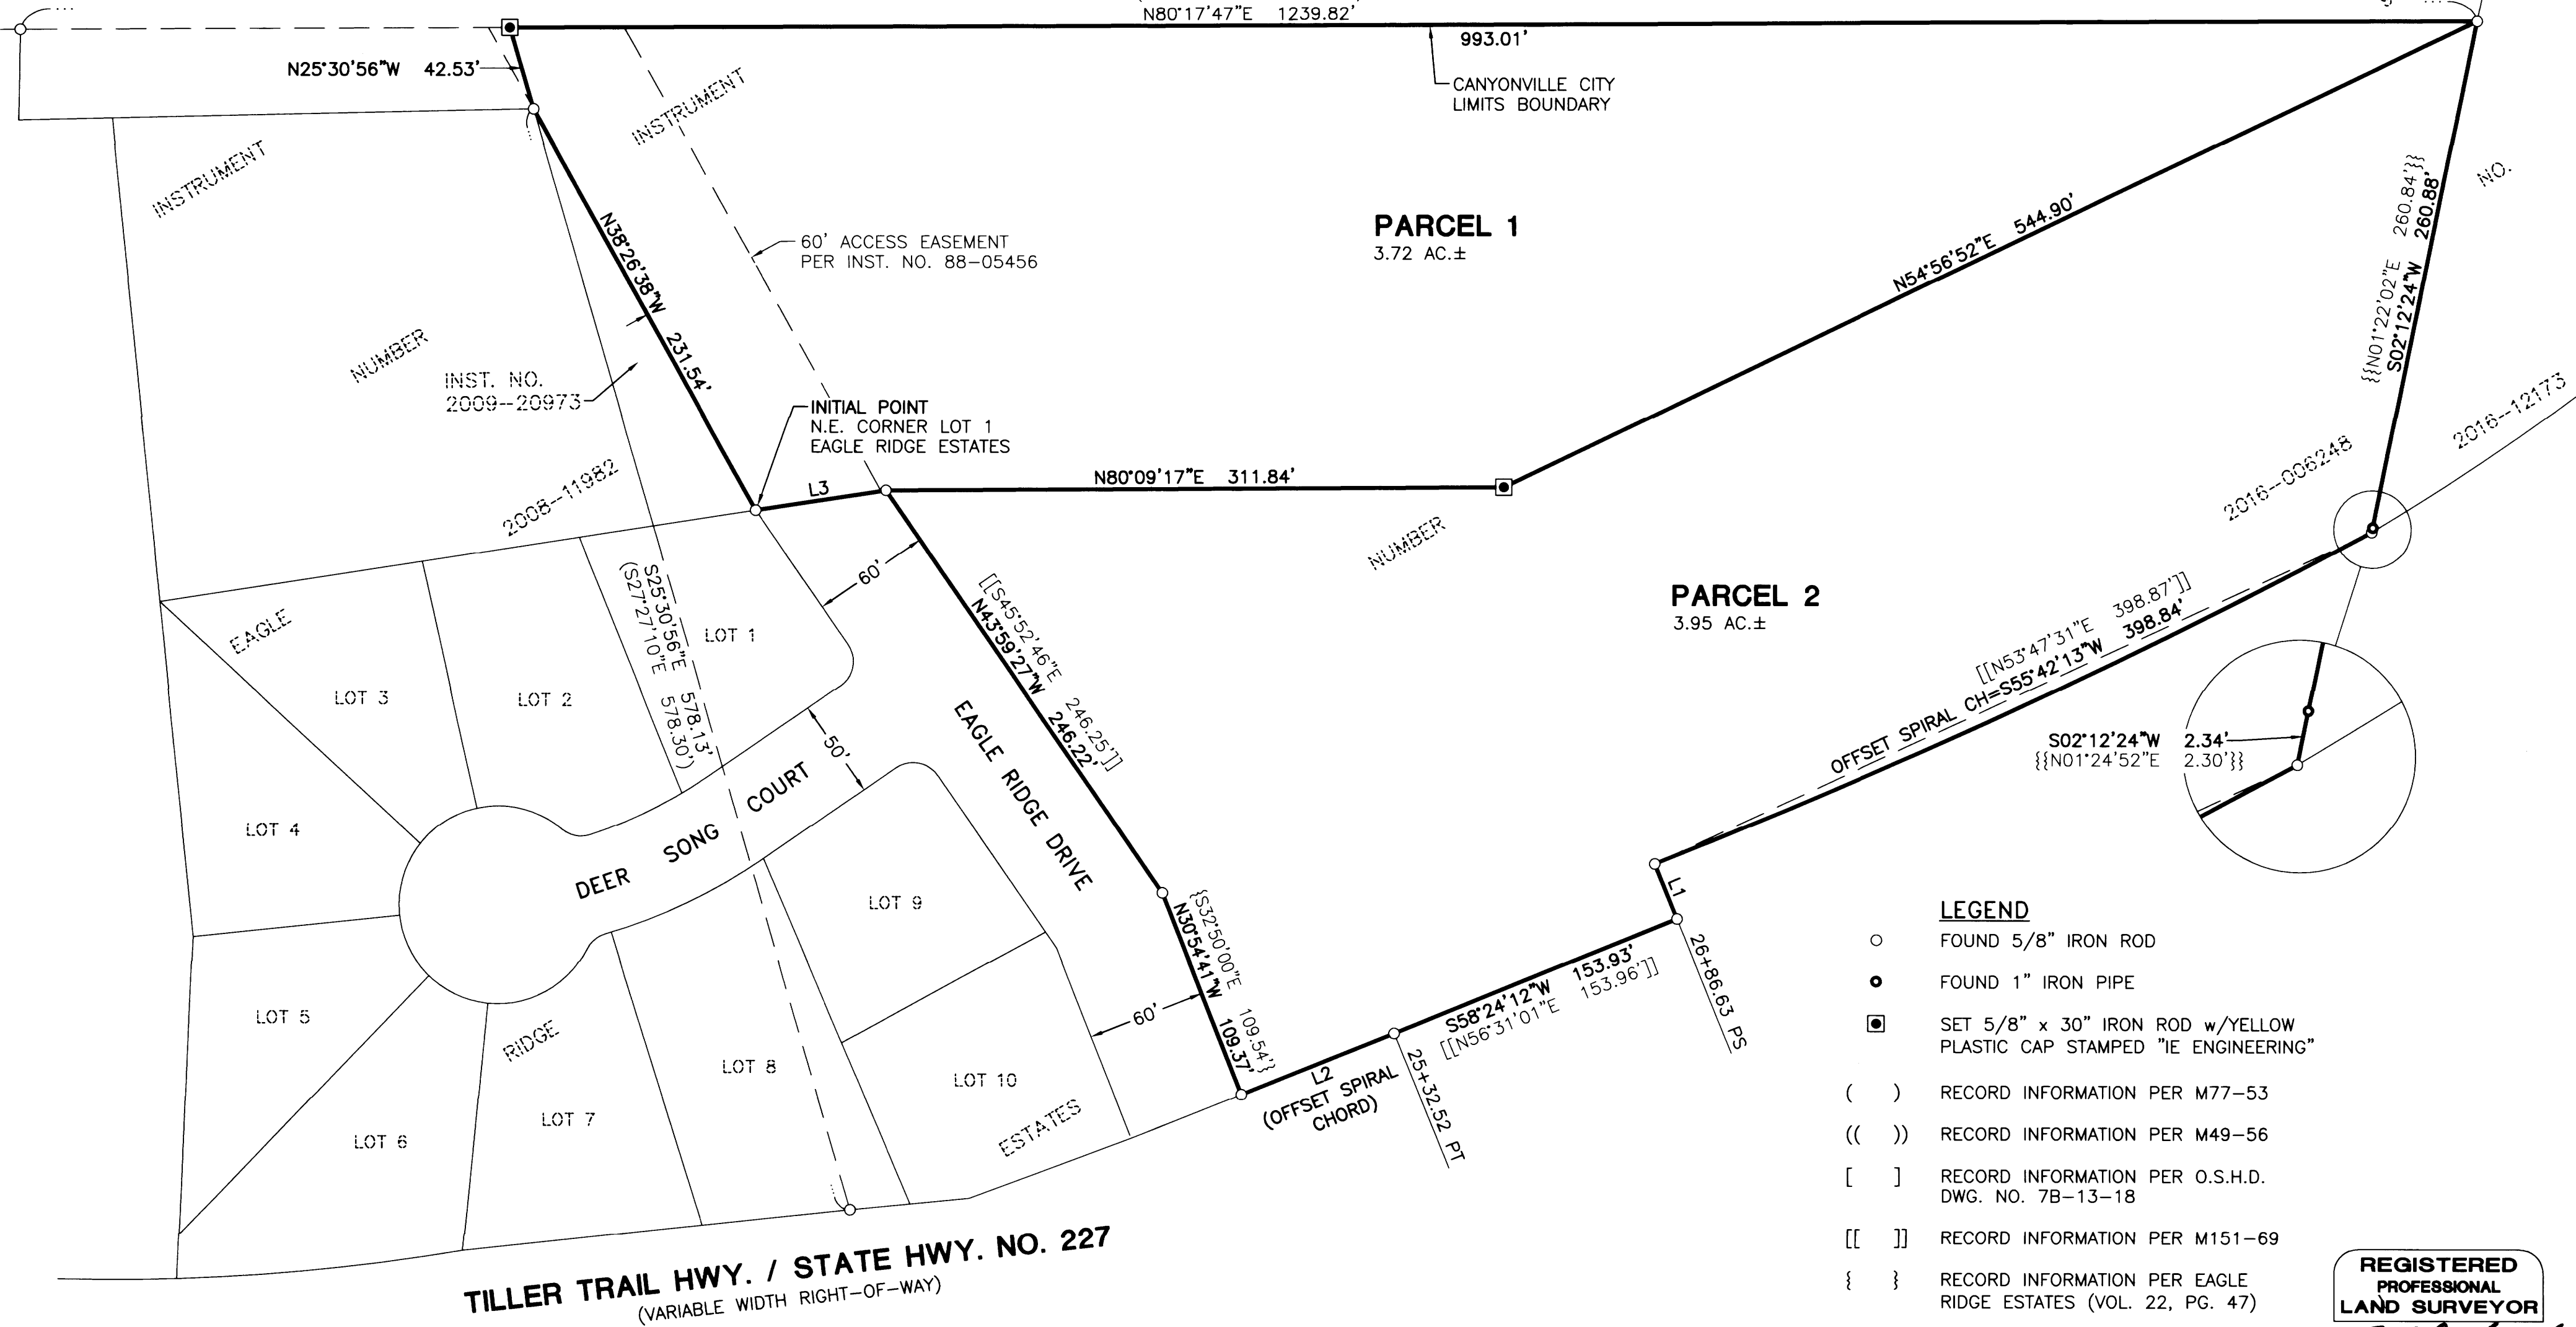 N80°17'47"E 1239.82'
993.01'
N25°30'56"W 42.53'
CANYONVILLE CITY
LIMITS BOUNDARY
INSTRUMENT
INSTRUMENT
NO.
{{N01°22'02"E 260.84'}}
S02°12'24"W 260.88'
PARCEL 1
3.72 AC.±
N54°56'52"E 544.90'
60' ACCESS EASEMENT
PER INST. NO. 88-05456
N38°26'38"W 231.54'
NUMBER
INST. NO.
2009-20973
INITIAL POINT
N.E. CORNER LOT 1
EAGLE RIDGE ESTATES
2008-11982
L3
N80°09'17"E 311.84'
2016-006248
2016-12173
NUMBER
60'
PARCEL 2
3.95 AC.±
[[S45°52'46"E 246.25']]
N43°59'27"W 246.22'
S25°30'56"E 578.13'
(S27°27'10"E 578.30')
EAGLE
LOT 1
LOT 2
LOT 3
LOT 4
[[N53°47'31"E 398.87']]
OFFSET SPIRAL CH=S55°42'13"W 398.84'
S02°12'24"W 2.34'
{{N01°24'52"E 2.30'}}
50'
EAGLE RIDGE DRIVE
DEER SONG COURT
LOT 9
{S32°50'00"E 109.54'}
N30°54'41"W 109.37'
L1
26+86.63 PS
S58°24'12"W 153.93'
[[N56°31'01"E 153.96']]
60'
25+32.52 PT
L2
(OFFSET SPIRAL
CHORD)
LOT 5
RIDGE
LOT 8
LOT 10
ESTATES
LOT 7
LOT 6
TILLER TRAIL HWY. / STATE HWY. NO. 227
(VARIABLE WIDTH RIGHT-OF-WAY)
LEGEND
FOUND 5/8" IRON ROD
FOUND 1" IRON PIPE
SET 5/8" x 30" IRON ROD w/YELLOW
PLASTIC CAP STAMPED "IE ENGINEERING"
( ) RECORD INFORMATION PER M77-53
(( )) RECORD INFORMATION PER M49-56
[ ] RECORD INFORMATION PER O.S.H.D.
DWG. NO. 7B-13-18
[[ ]] RECORD INFORMATION PER M151-69
{ } RECORD INFORMATION PER EAGLE
RIDGE ESTATES (VOL. 22, PG. 47)
REGISTERED
PROFESSIONAL
LAND SURVEYOR